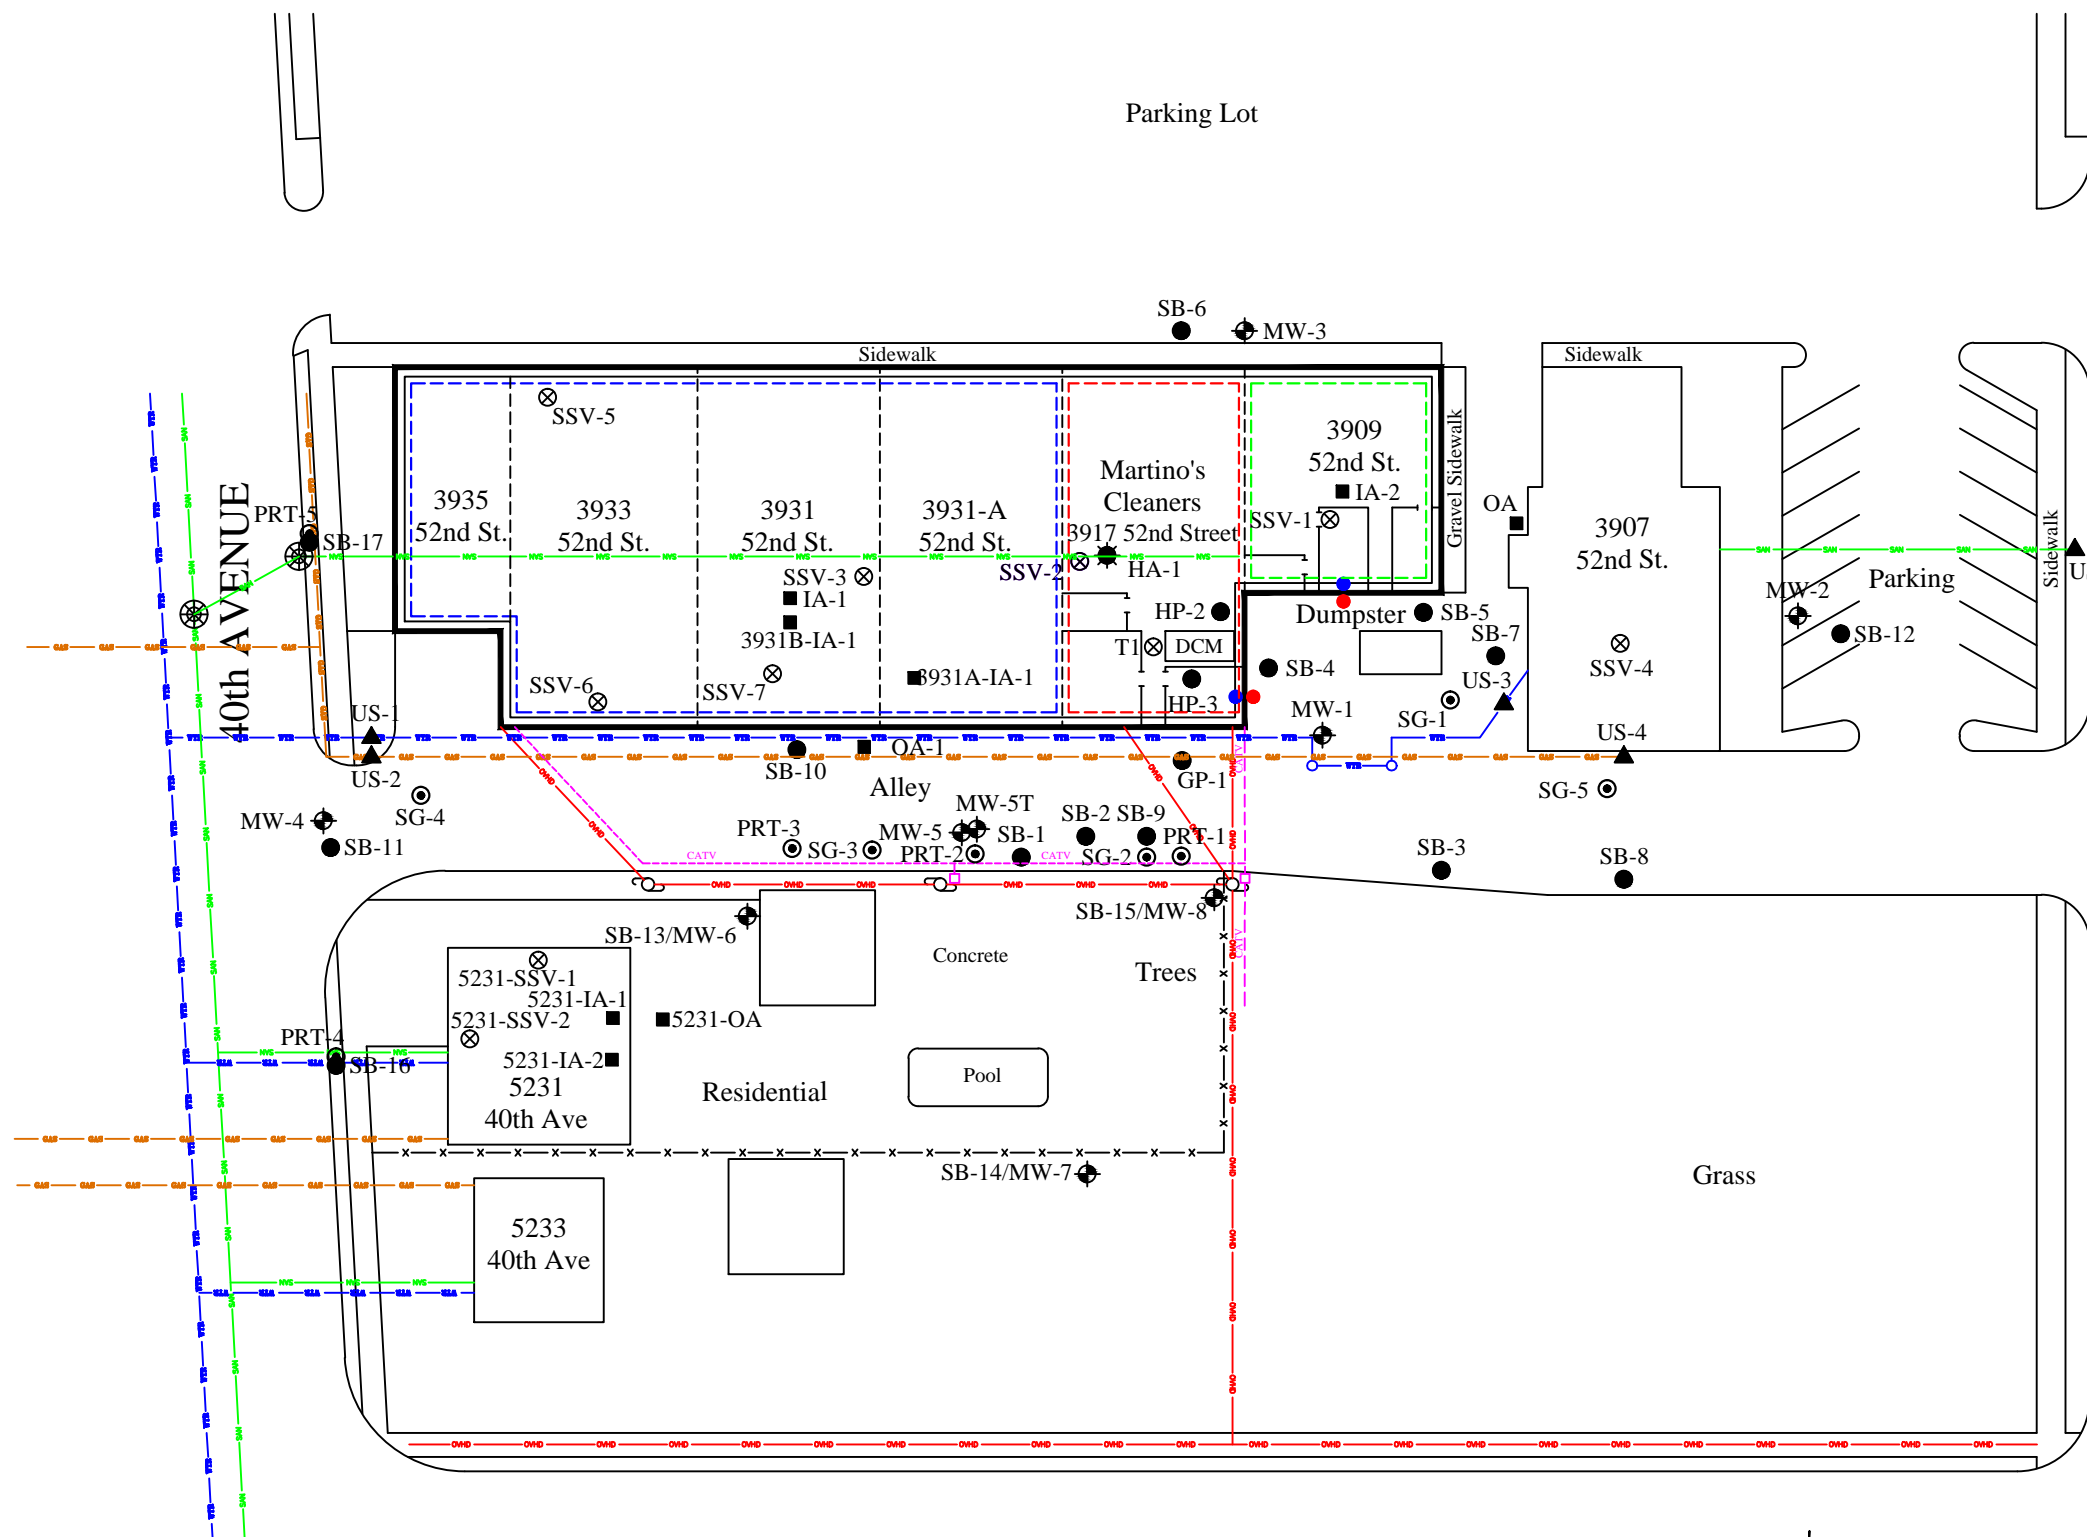 Parking Lot
SB-6
MW-3
Sidewalk
Sidewalk
SSV-5
3909
52nd St.
IA-2
SSV-1
Gravel Sidewalk
Martino's
Cleaners
3917 52nd Street
3935
52nd St.
3933
52nd St.
3931
52nd St.
3931-A
52nd St.
OA
3907
52nd St.
Sidewalk
PRT-5
SB-17
40th AVENUE
SSV-3
SSV-2
HA-1
IA-1
3931B-IA-1
HP-2
Dumpster
SB-5
Parking
MW-2
SB-12
T1
DCM
SB-7
SSV-4
SSV-6
SSV-7
3931A-IA-1
HP-3
SB-4
US-3
SG-1
MW-1
US-1
US-2
US-4
SB-10
OA-1
GP-1
Alley
SG-5
SG-4
MW-4
SB-11
PRT-3
SG-3
MW-5
MW-5T
PRT-2
SB-1
SB-2
SB-9
SG-2
PRT-1
SB-3
SB-8
CATV
CATV
CATV
CATV
SB-13/MW-6
SB-15/MW-8
Concrete
Trees
5231-SSV-1
5231-IA-1
5231-SSV-2
5231-OA
5231-IA-2
5231
40th Ave
PRT-4
SB-16
Residential
Pool
SB-14/MW-7
Grass
5233
40th Ave
WTR
SAN
GAS
OVHD